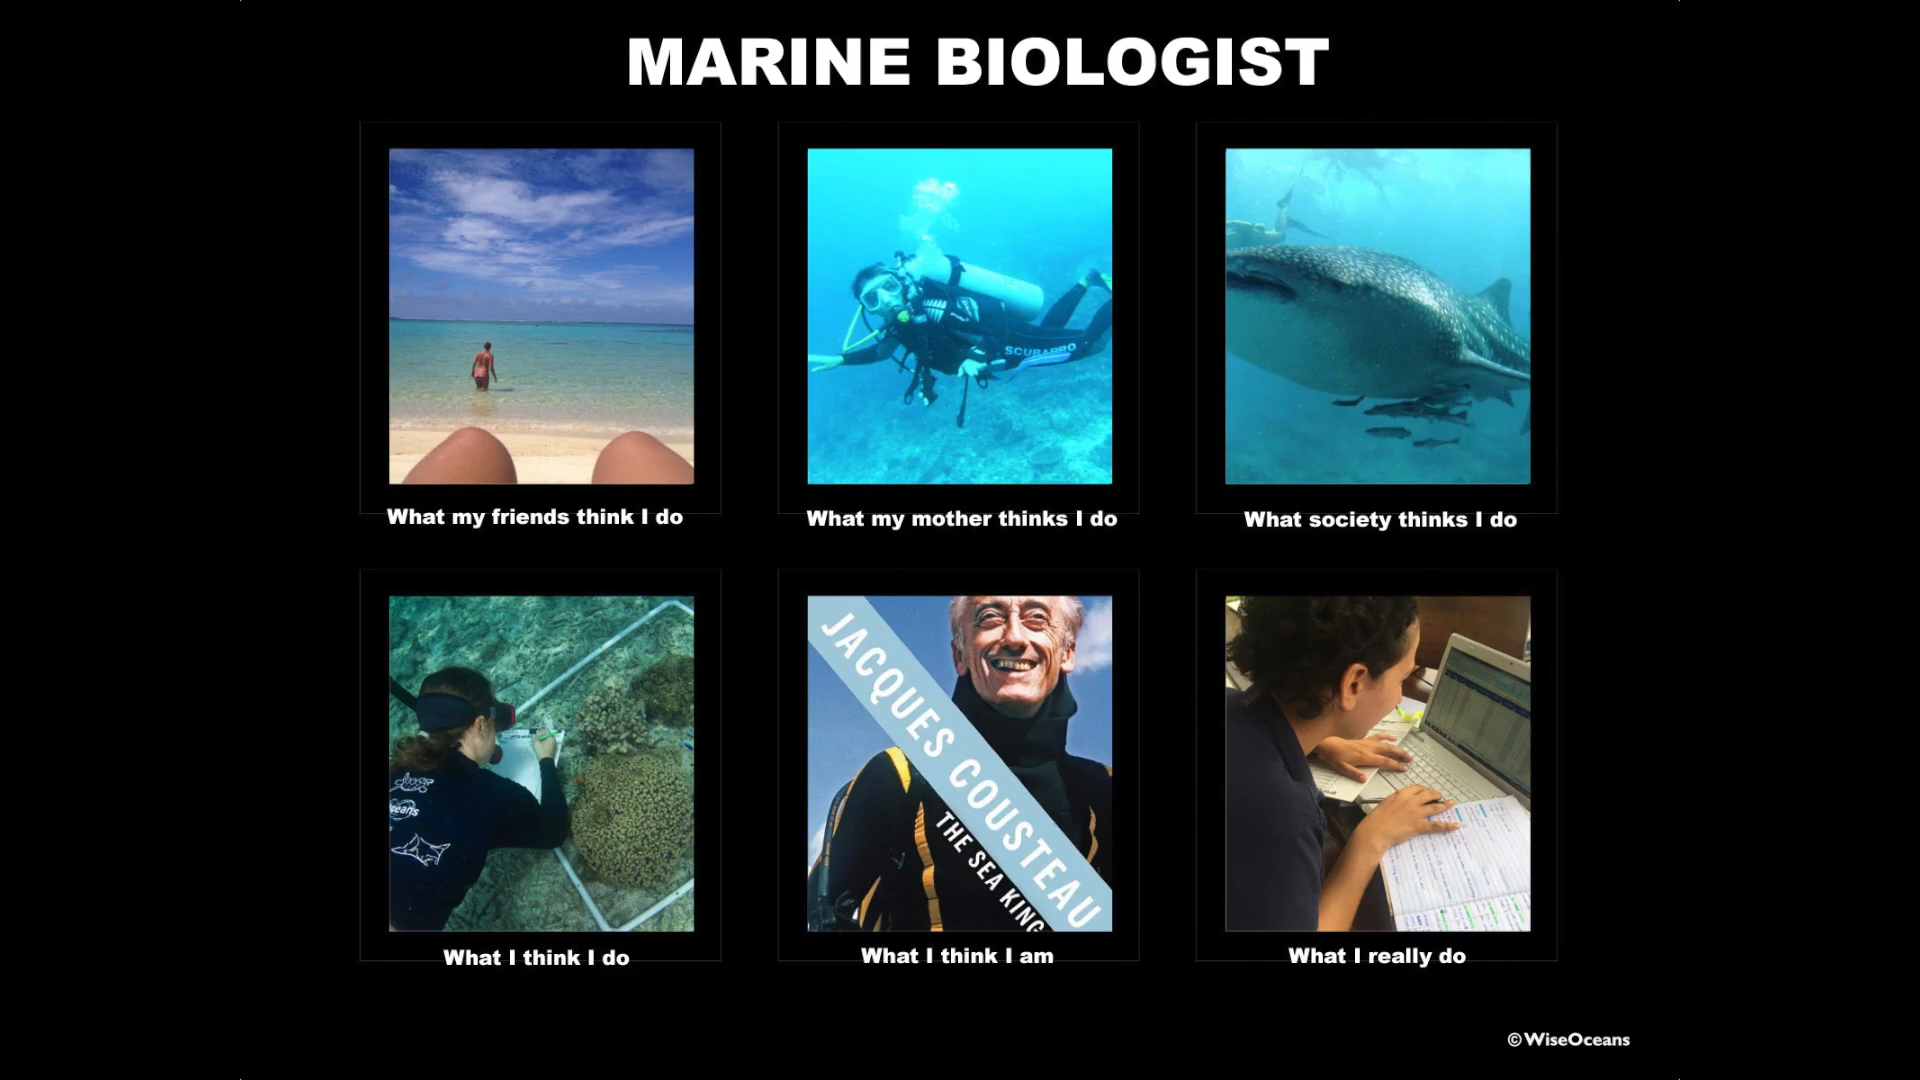 MARINE BIOLOGIST
SCUBAPRO
What my friends think I do
What my mother thinks I do
What society thinks I do
JACQUES COUSTEAU
THE SEA KING
What I think I do
What I think I am
What I really do
©WiseOceans